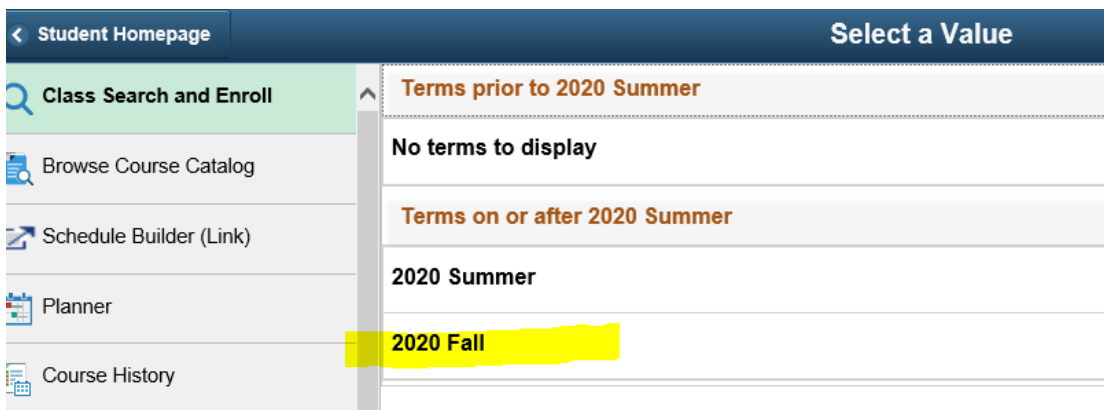 Student Homepage
Select a Value
Class Search and Enroll
Browse Course Catalog
Schedule Builder (Link)
Planner
Course History
Terms prior to 2020 Summer
No terms to display
Terms on or after 2020 Summer
2020 Summer
2020 Fall